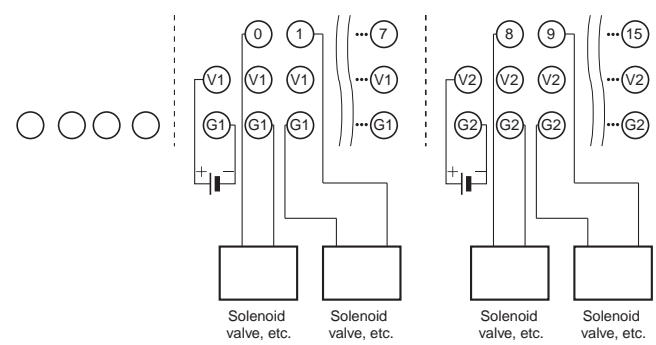 0 1 ··· 7 8 9 ··· 15
V1 V1 V1 ··· V1 V2 V2 V2 ··· V2
G1 G1 G1 ··· G1 G2 G2 G2 ··· G2
+ − + −
Solenoid
valve, etc.
Solenoid
valve, etc.
Solenoid
valve, etc.
Solenoid
valve, etc.